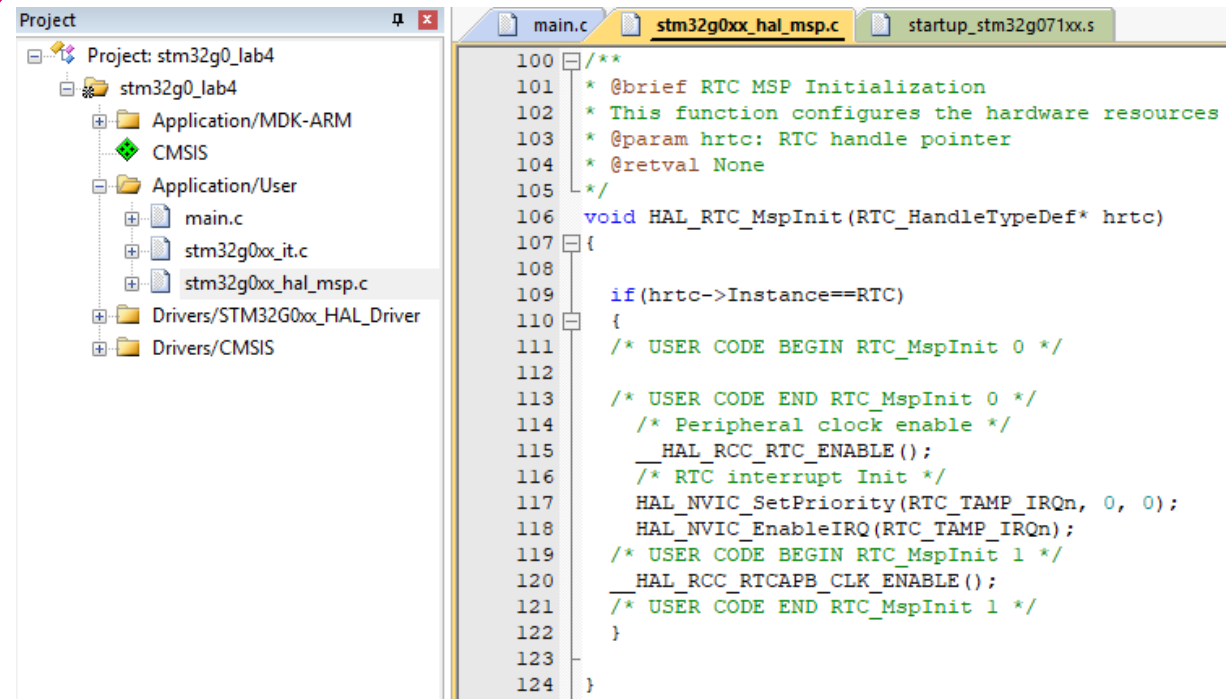 Project
Project: stm32g0_lab4
stm32g0_lab4
Application/MDK-ARM
CMSIS
Application/User
main.c
stm32g0xx_it.c
stm32g0xx_hal_msp.c
Drivers/STM32G0xx_HAL_Driver
Drivers/CMSIS
main.c stm32g0xx_hal_msp.c startup_stm32g071xx.s
100 /**
101 * @brief RTC MSP Initialization
102 * This function configures the hardware resources
103 * @param hrtc: RTC handle pointer
104 * @retval None
105 */
106 void HAL_RTC_MspInit(RTC_HandleTypeDef* hrtc)
107 {
108
109 if(hrtc->Instance==RTC)
110 {
111 /* USER CODE BEGIN RTC_MspInit 0 */
112
113 /* USER CODE END RTC_MspInit 0 */
114 /* Peripheral clock enable */
115 __HAL_RCC_RTC_ENABLE();
116 /* RTC interrupt Init */
117 HAL_NVIC_SetPriority(RTC_TAMP_IRQn, 0, 0);
118 HAL_NVIC_EnableIRQ(RTC_TAMP_IRQn);
119 /* USER CODE BEGIN RTC_MspInit 1 */
120 __HAL_RCC_RTCAPB_CLK_ENABLE();
121 /* USER CODE END RTC_MspInit 1 */
122 }
123
124 }